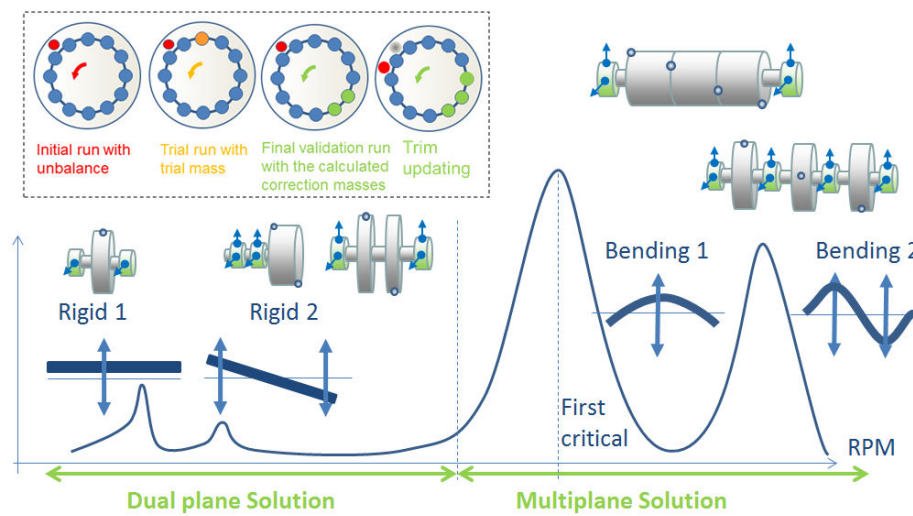 Initial run with
unbalance
Trial run with
trial mass
Final validation run
with the calculated
correction masses
Trim
updating
Rigid 1
Rigid 2
Bending 1
Bending 2
First
critical
RPM
Dual plane Solution
Multiplane Solution